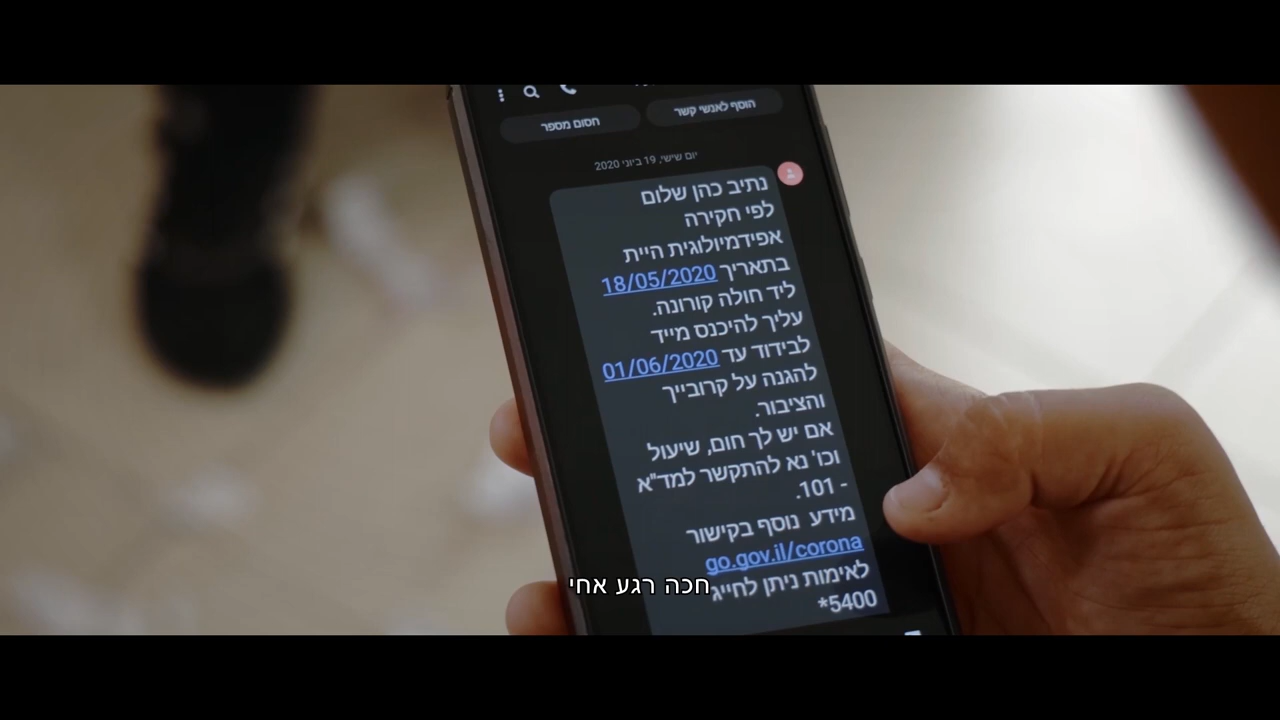 הוסף לאנשי קשר
חסום מספר
יום שישי, 19 ביוני 2020
נתיב כהן שלום
לפי חקירה
אפידמיולוגית היית
בתאריך 18/05/2020
ליד חולה קורונה.
עליך להיכנס מייד
לבידוד עד 01/06/2020
להגנה על קרובייך
והציבור.
אם יש לך חום, שיעול
וכו' נא להתקשר למד"א
- 101.
מידע נוסף בקישור
go.gov.il/corona
לאימות ניתן לחייג
*5400
חכה רגע אחי